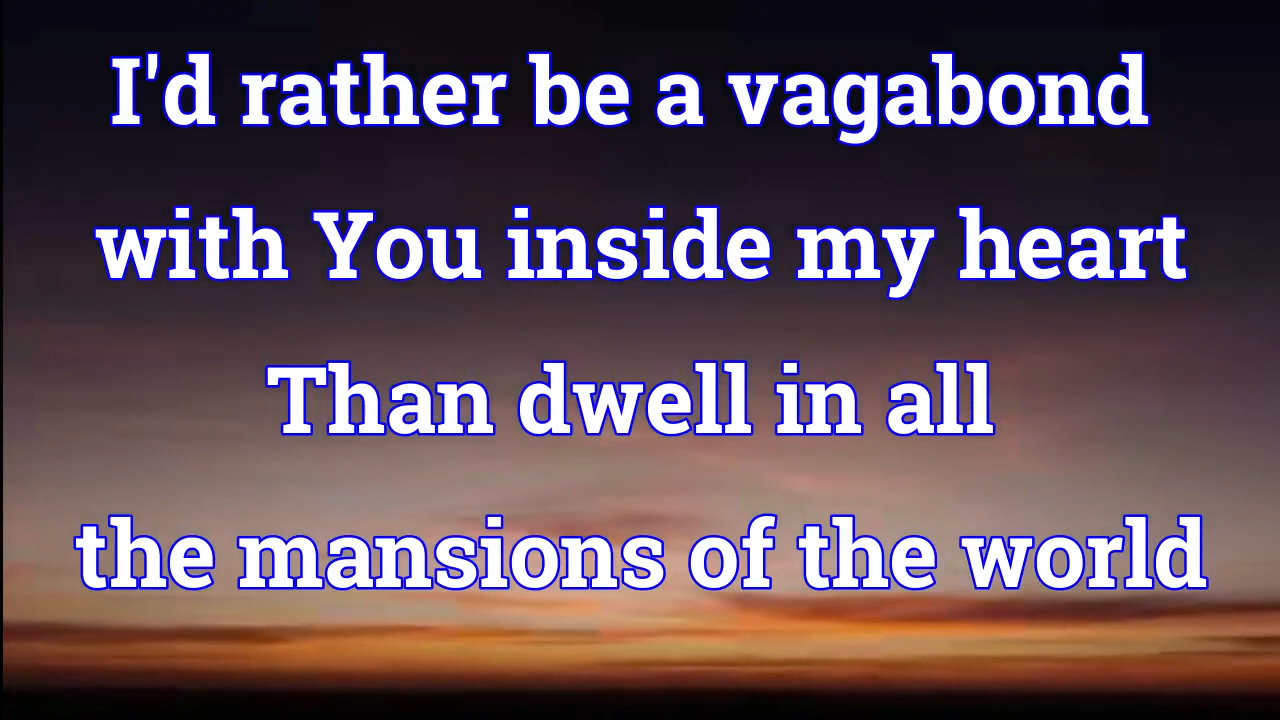 I'd rather be a vagabond
with You inside my heart
Than dwell in all
the mansions of the world